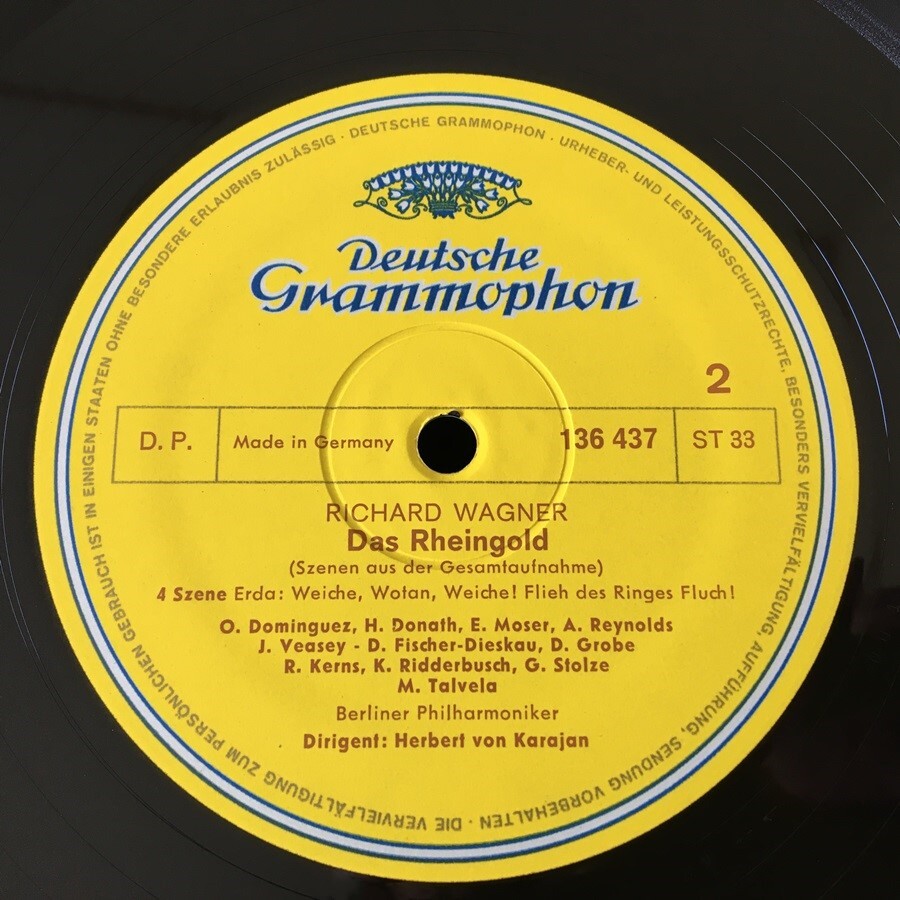 DIE VERVIELFÄLTIGUNG ZUM PERSÖNLICHEN GEBRAUCH IST IN EINIGEN STAATEN OHNE BESONDERE ERLAUBNIS ZULÄSSIG · DEUTSCHE GRAMMOPHON · URHEBER- UND LEISTUNGSSCHUTZRECHTE, BESONDERS VERVIELFÄLTIGUNG, AUFFÜHRUNG, SENDUNG VORBEHALTEN ·
Deutsche
Grammophon
2
D. P. Made in Germany 136 437 ST 33
RICHARD WAGNER
Das Rheingold
(Szenen aus der Gesamtaufnahme)
4 Szene Erda: Weiche, Wotan, Weiche! Flieh des Ringes Fluch!
O. Dominguez, H. Donath, E. Moser, A. Reynolds
J. Veasey - D. Fischer-Dieskau, D. Grobe
R. Kerns, K. Ridderbusch, G. Stolze
M. Talvela
Berliner Philharmoniker
Dirigent: Herbert von Karajan